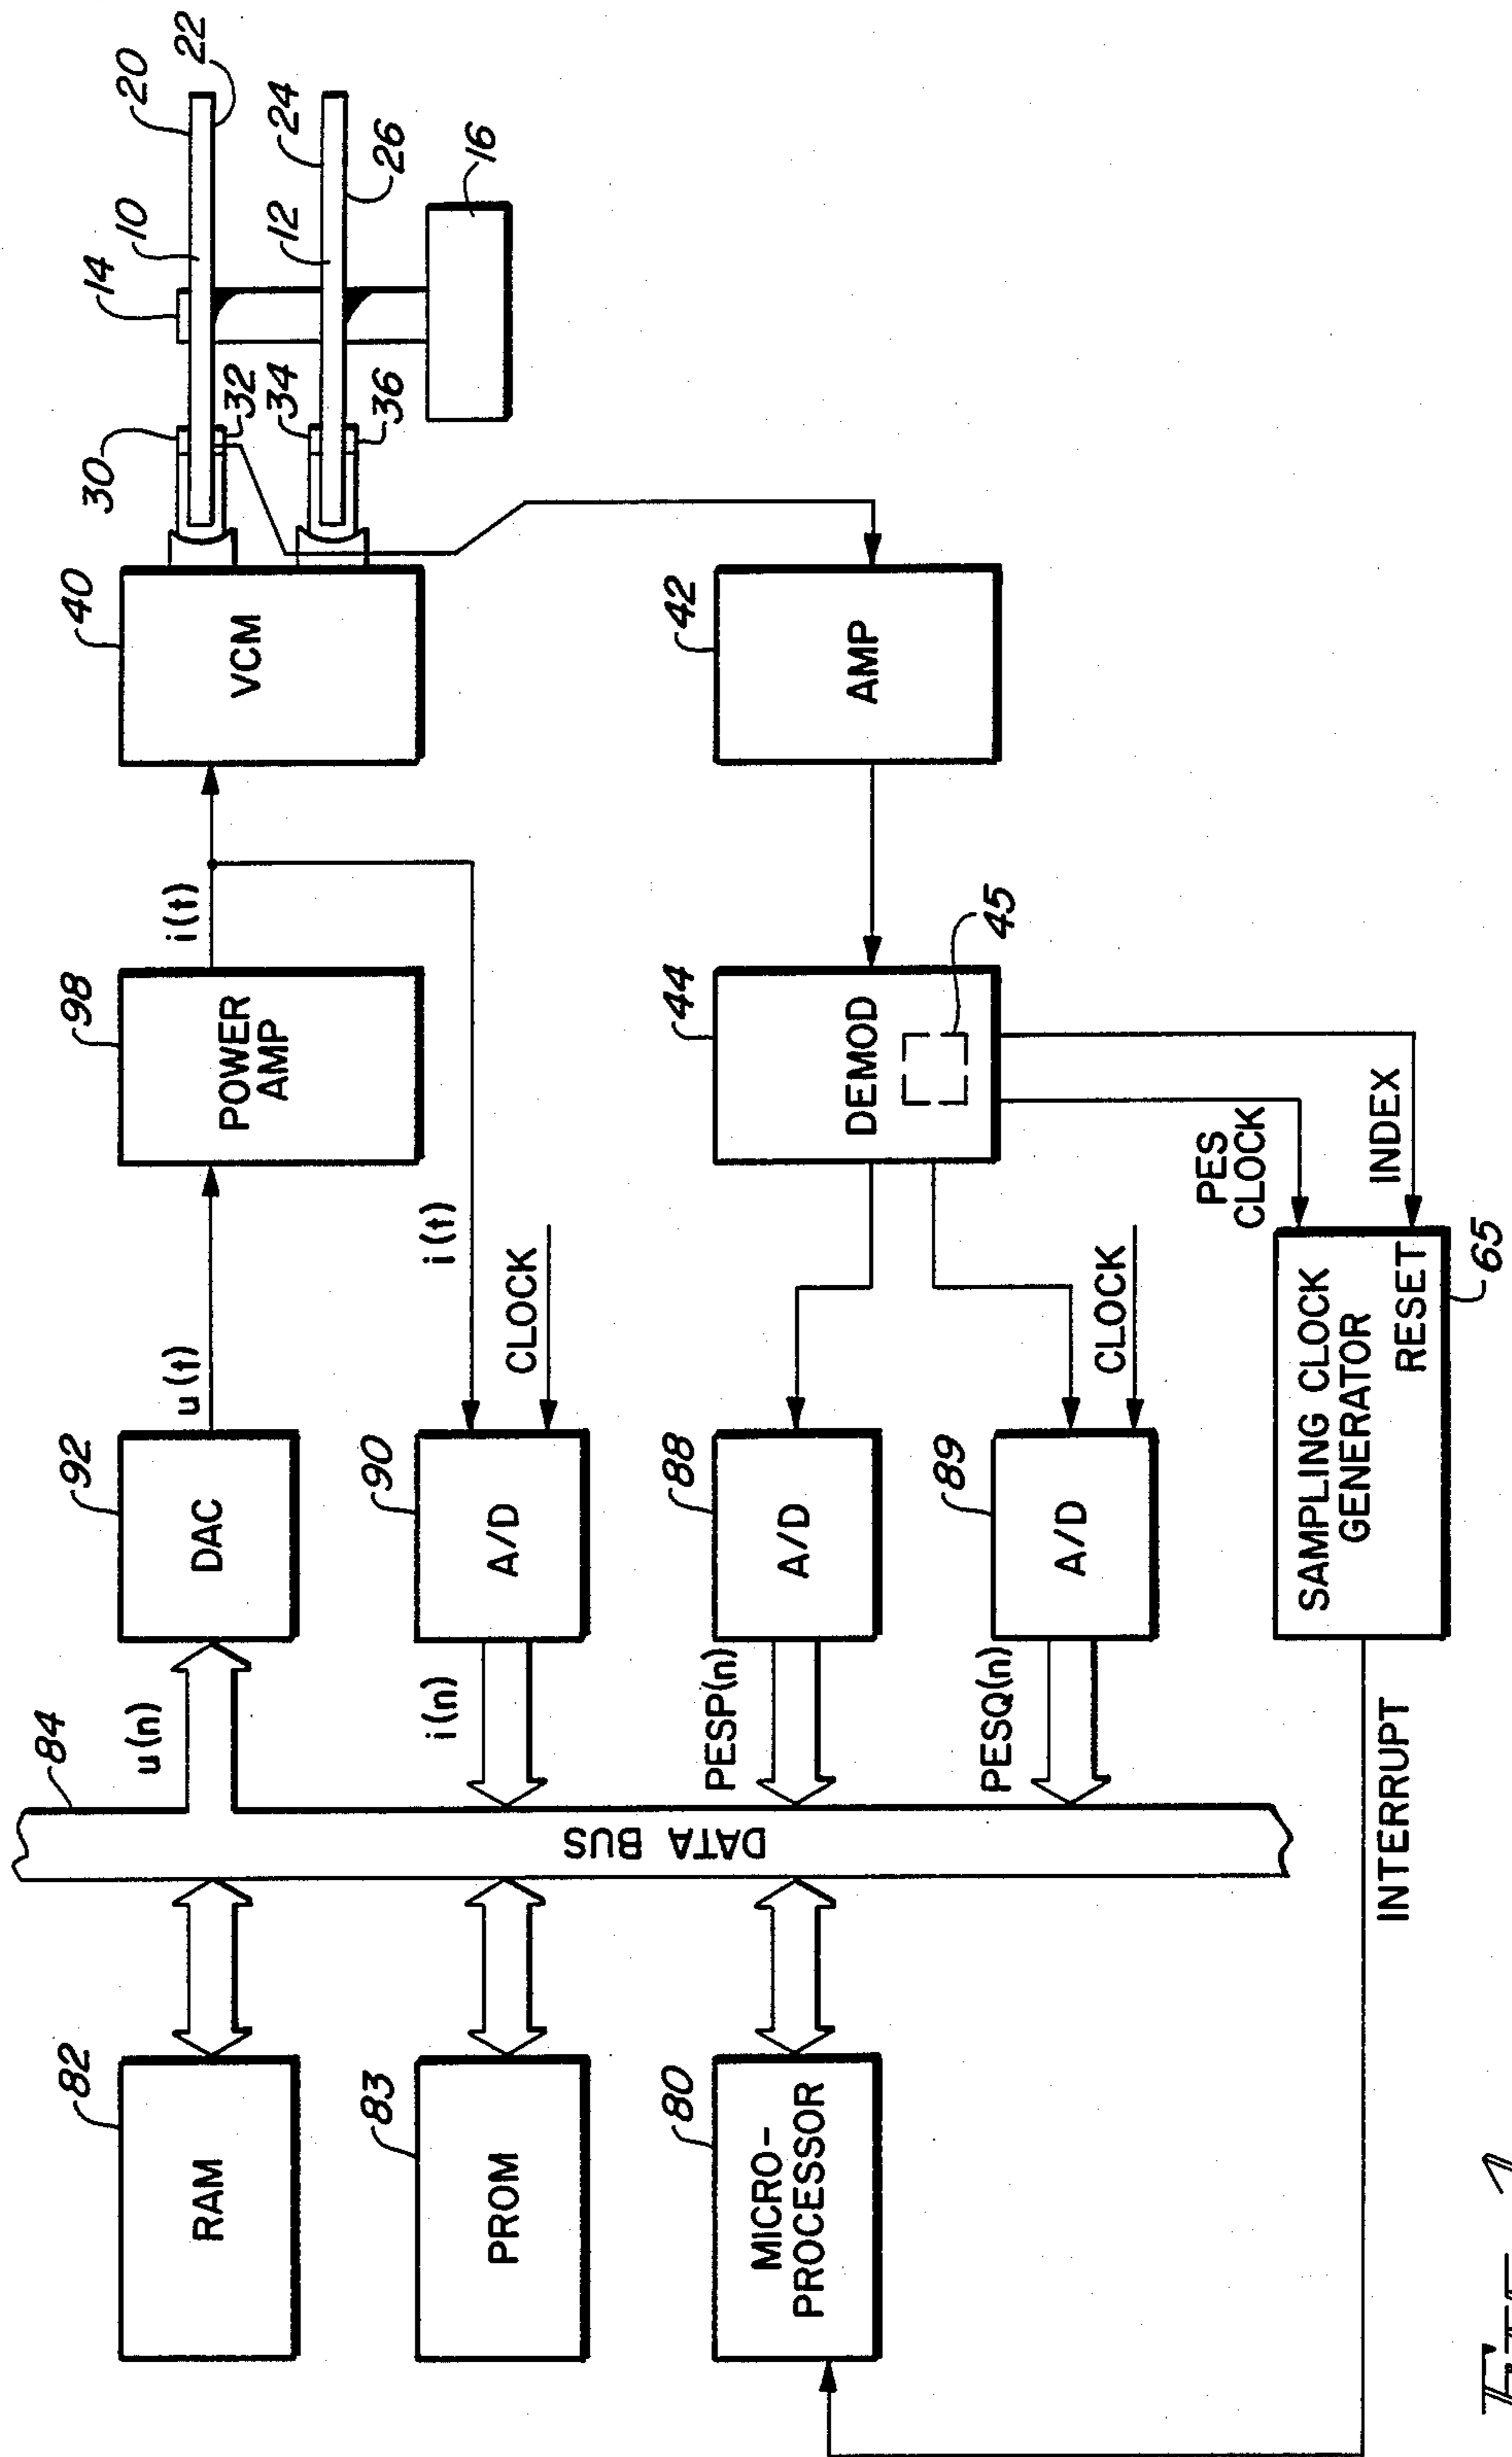 82
RAM
83
PROM
80
MICRO-
PROCESSOR
84
DATA BUS
u(n)
92
DAC
u(t)
98
POWER
AMP
i(t)
40
VCM
i(n)
90
A/D
i(t)
CLOCK
PESP(n)
88
A/D
PESQ(n)
89
A/D
CLOCK
44
DEMOD
45
42
AMP
PES
CLOCK
INDEX
SAMPLING CLOCK
GENERATOR
RESET
65
INTERRUPT
14
10
20
22
30
32
34
36
12
24
26
16